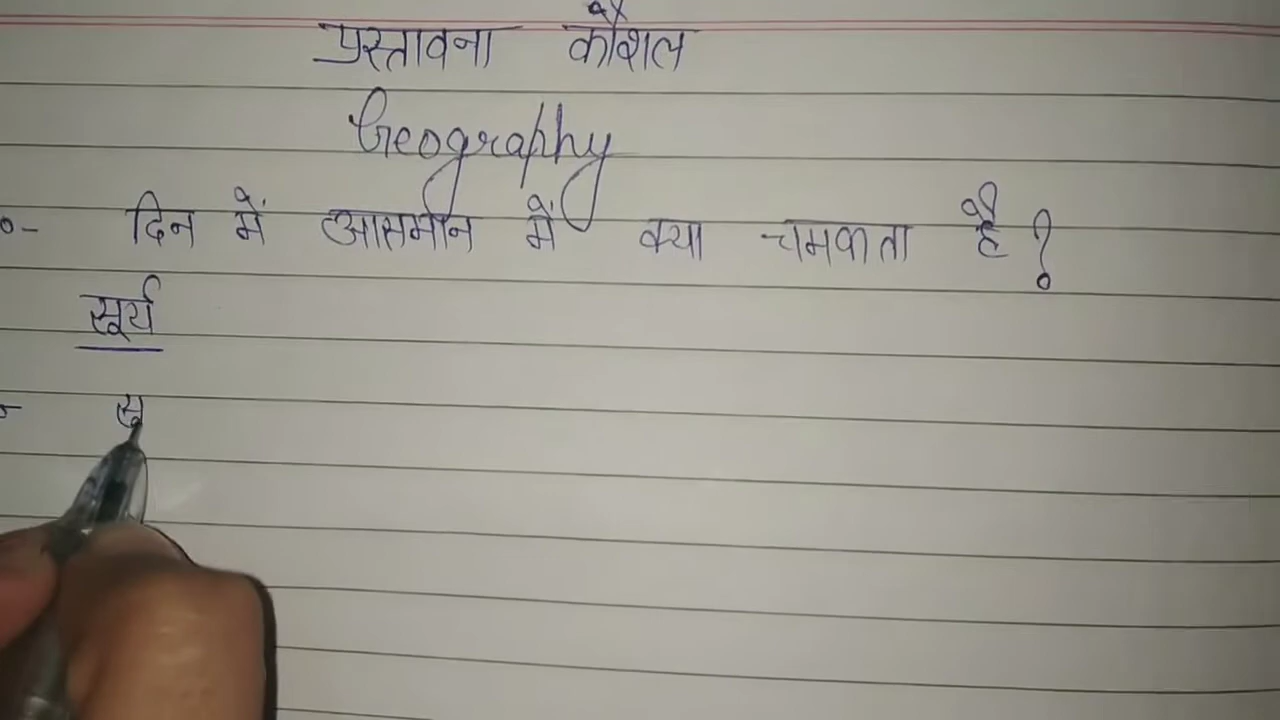 प्रस्तावना कौशल
Geography
दिन में आसमान में क्या चमकता है?
सूर्य